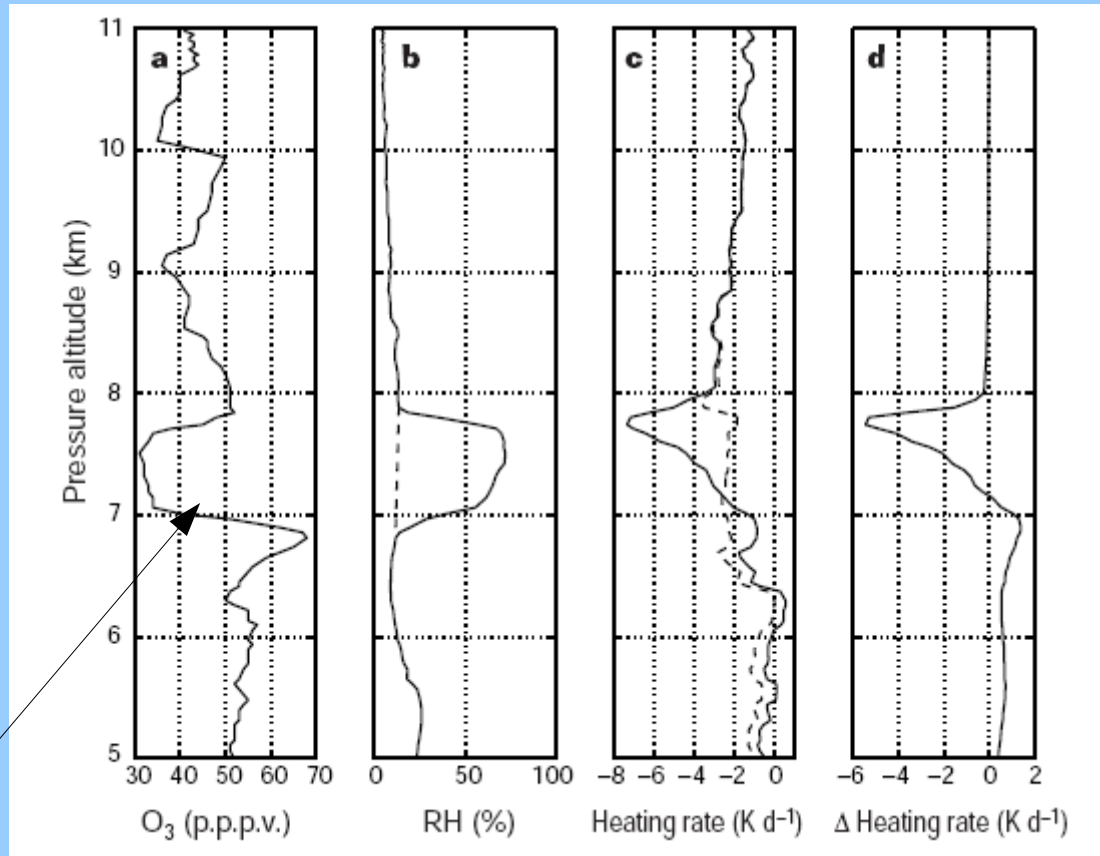 a
b
c
d
Pressure altitude (km)
11
10
9
8
7
6
5
30 40 50 60 70
0 50 100
−8 −6 −4 −2 0
−6 −4 −2 0 2
O₃ (p.p.p.v.)
RH (%)
Heating rate (K d⁻¹)
Δ Heating rate (K d⁻¹)